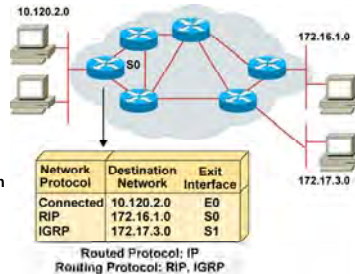 10.120.2.0
S0
172.16.1.0
172.17.3.0
Network Protocol Destination Network Exit Interface
Connected 10.120.2.0 E0
RIP 172.16.1.0 S0
IGRP 172.17.3.0 S1
Routed Protocol: IP
Routing Protocol: RIP, IGRP